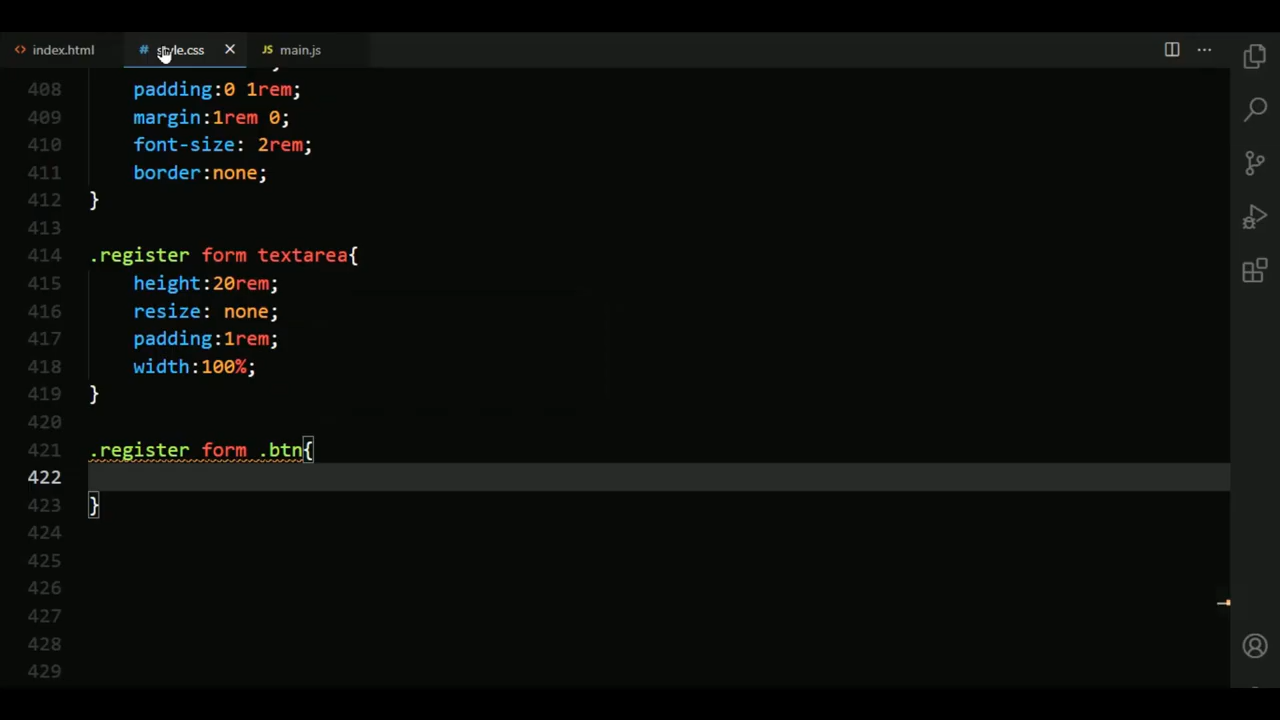 index.html
style.css
main.js
408 padding:0 1rem;
409 margin:1rem 0;
410 font-size: 2rem;
411 border:none;
412 }
413
414 .register form textarea{
415 height:20rem;
416 resize: none;
417 padding:1rem;
418 width:100%;
419 }
420
421 .register form .btn{
422
423 }
424
425
426
427
428
429